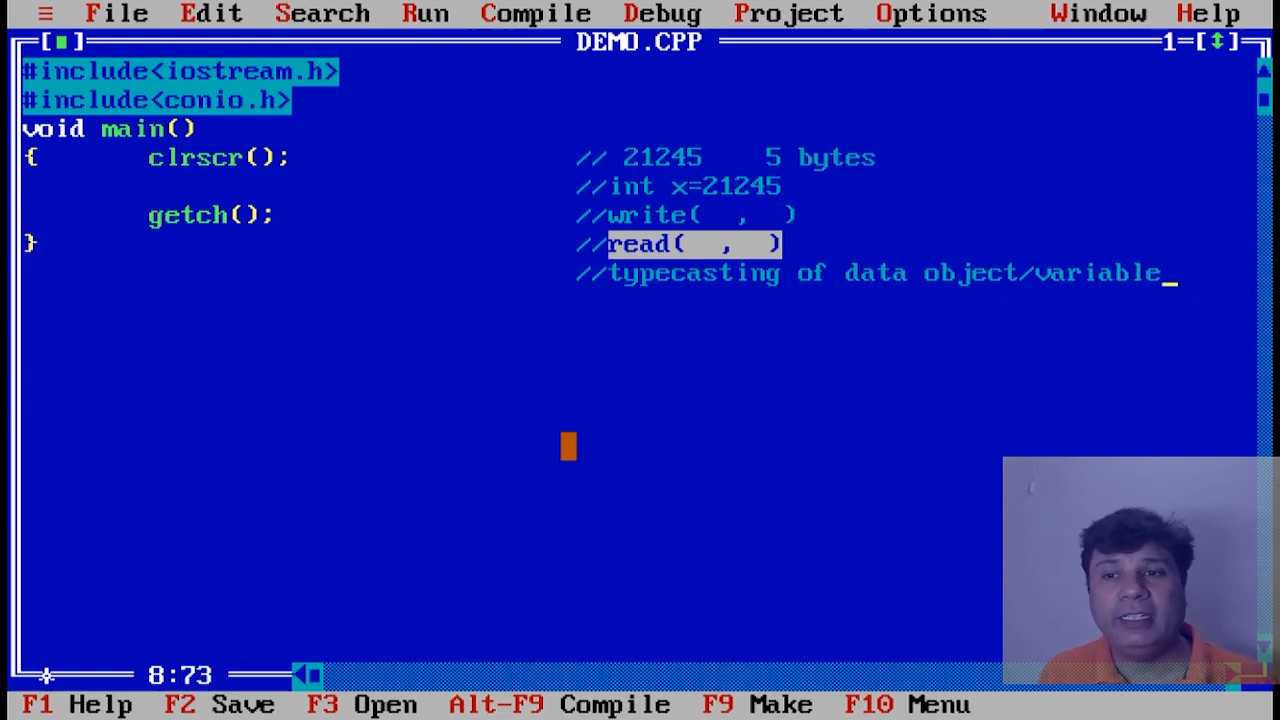 ≡ File Edit Search Run Compile Debug Project Options Window Help
[■] DEMO.CPP 1=[↕]
#include<iostream.h>
#include<conio.h>
void main()
{ clrscr(); // 21245 5 bytes
//int x=21245
getch(); //write( , )
} //read( , )
//typecasting of data object/variable_
8:73
F1 Help F2 Save F3 Open Alt-F9 Compile F9 Make F10 Menu